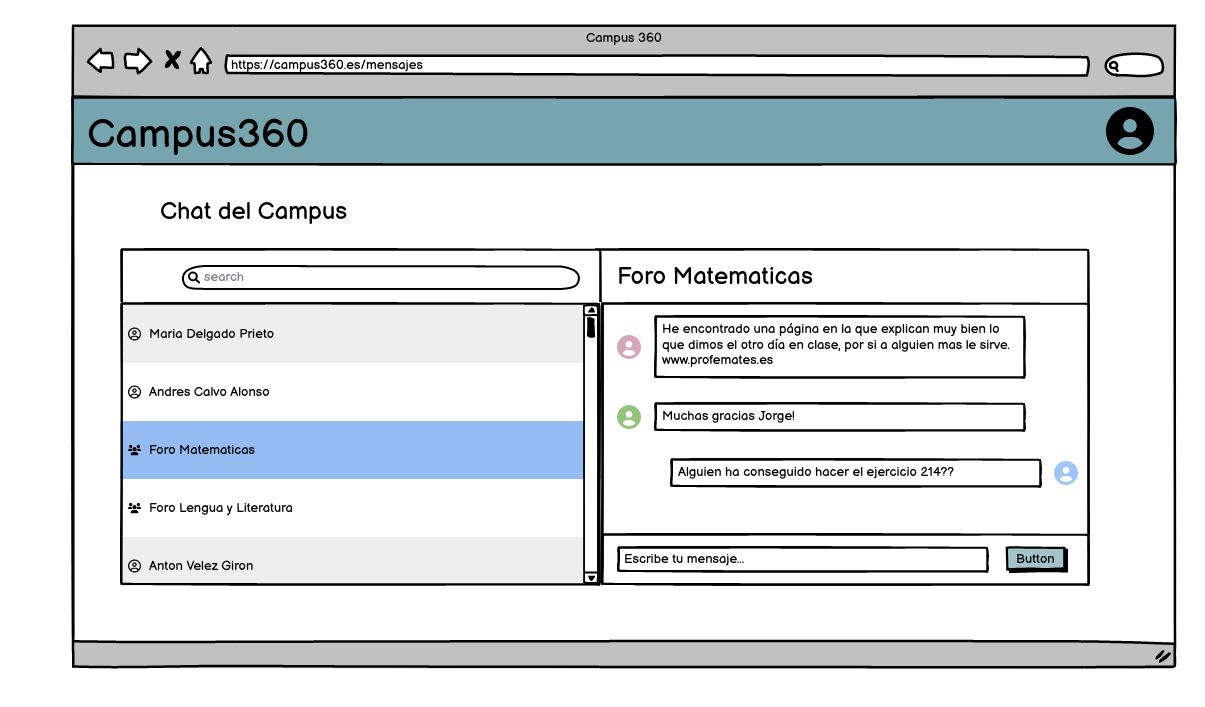 Campus 360
https://campus360.es/mensajes
Campus360
Chat del Campus
search
Maria Delgado Prieto
Andres Calvo Alonso
Foro Matematicas
Foro Lengua y Literatura
Anton Velez Giron
Foro Matematicas
He encontrado una página en la que explican muy bien lo
que dimos el otro día en clase, por si a alguien mas le sirve.
www.profemates.es
Muchas gracias Jorge!
Alguien ha conseguido hacer el ejercicio 214??
Escribe tu mensaje...
Button